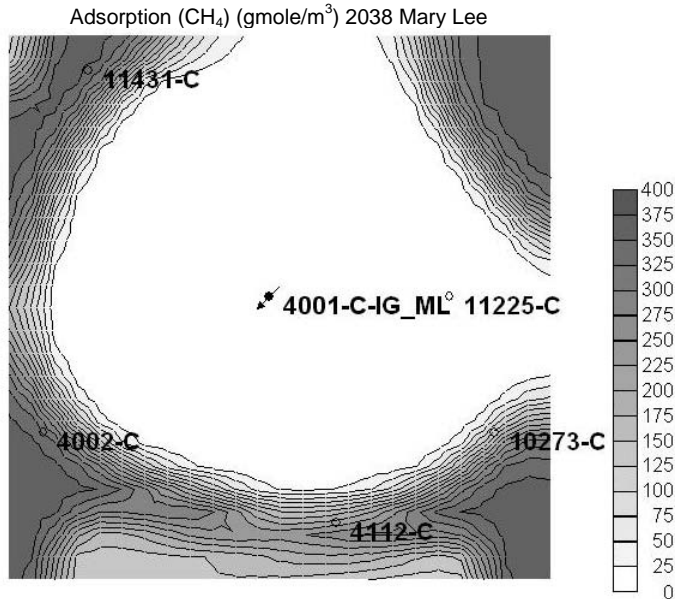 Adsorption (CH₄) (gmole/m³) 2038 Mary Lee
11431-C
400
375
350
325
4001-C-IG_ML 11225-C
300
275
250
225
200
4002-C
10273-C
175
150
125
100
4112-C
75
50
25
0